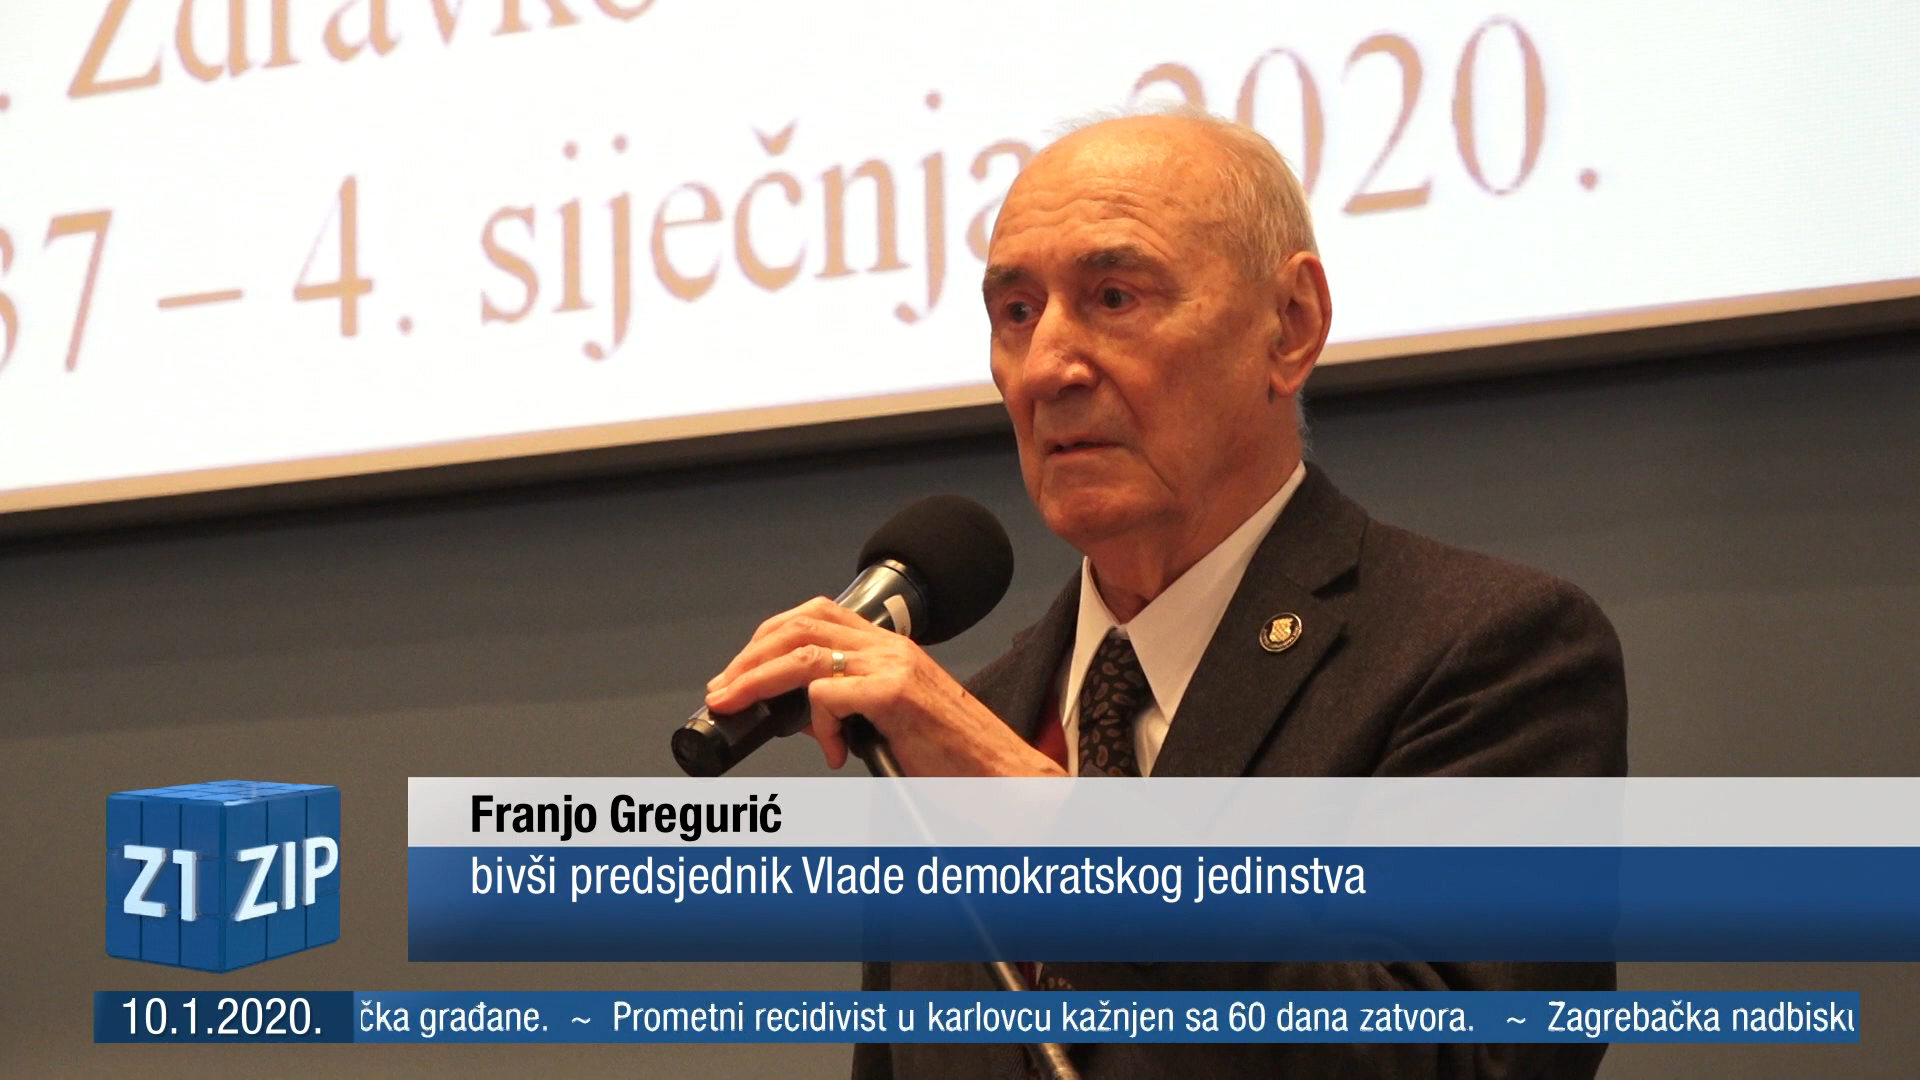 . Zdravko
37 – 4. siječnja 2020.
Franjo Gregurić
bivši predsjednik Vlade demokratskog jedinstva
Z1 ZIP
10.1.2020.
čka građane. ~ Prometni recidivist u karlovcu kažnjen sa 60 dana zatvora. ~ Zagrebačka nadbisku